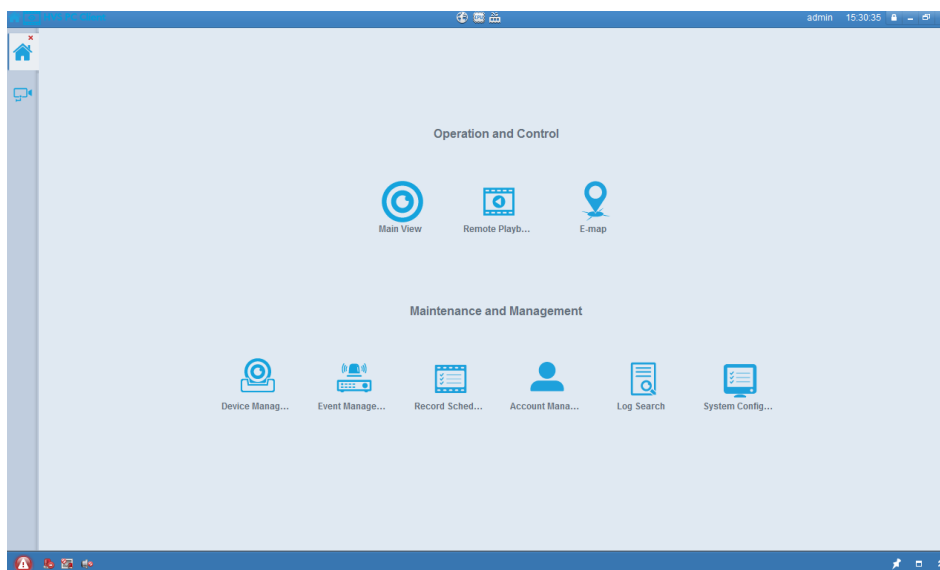 admin 15:30:35
Operation and Control
Main View Remote Playb... E-map
Maintenance and Management
Device Manag... Event Manage... Record Sched... Account Mana... Log Search System Config...